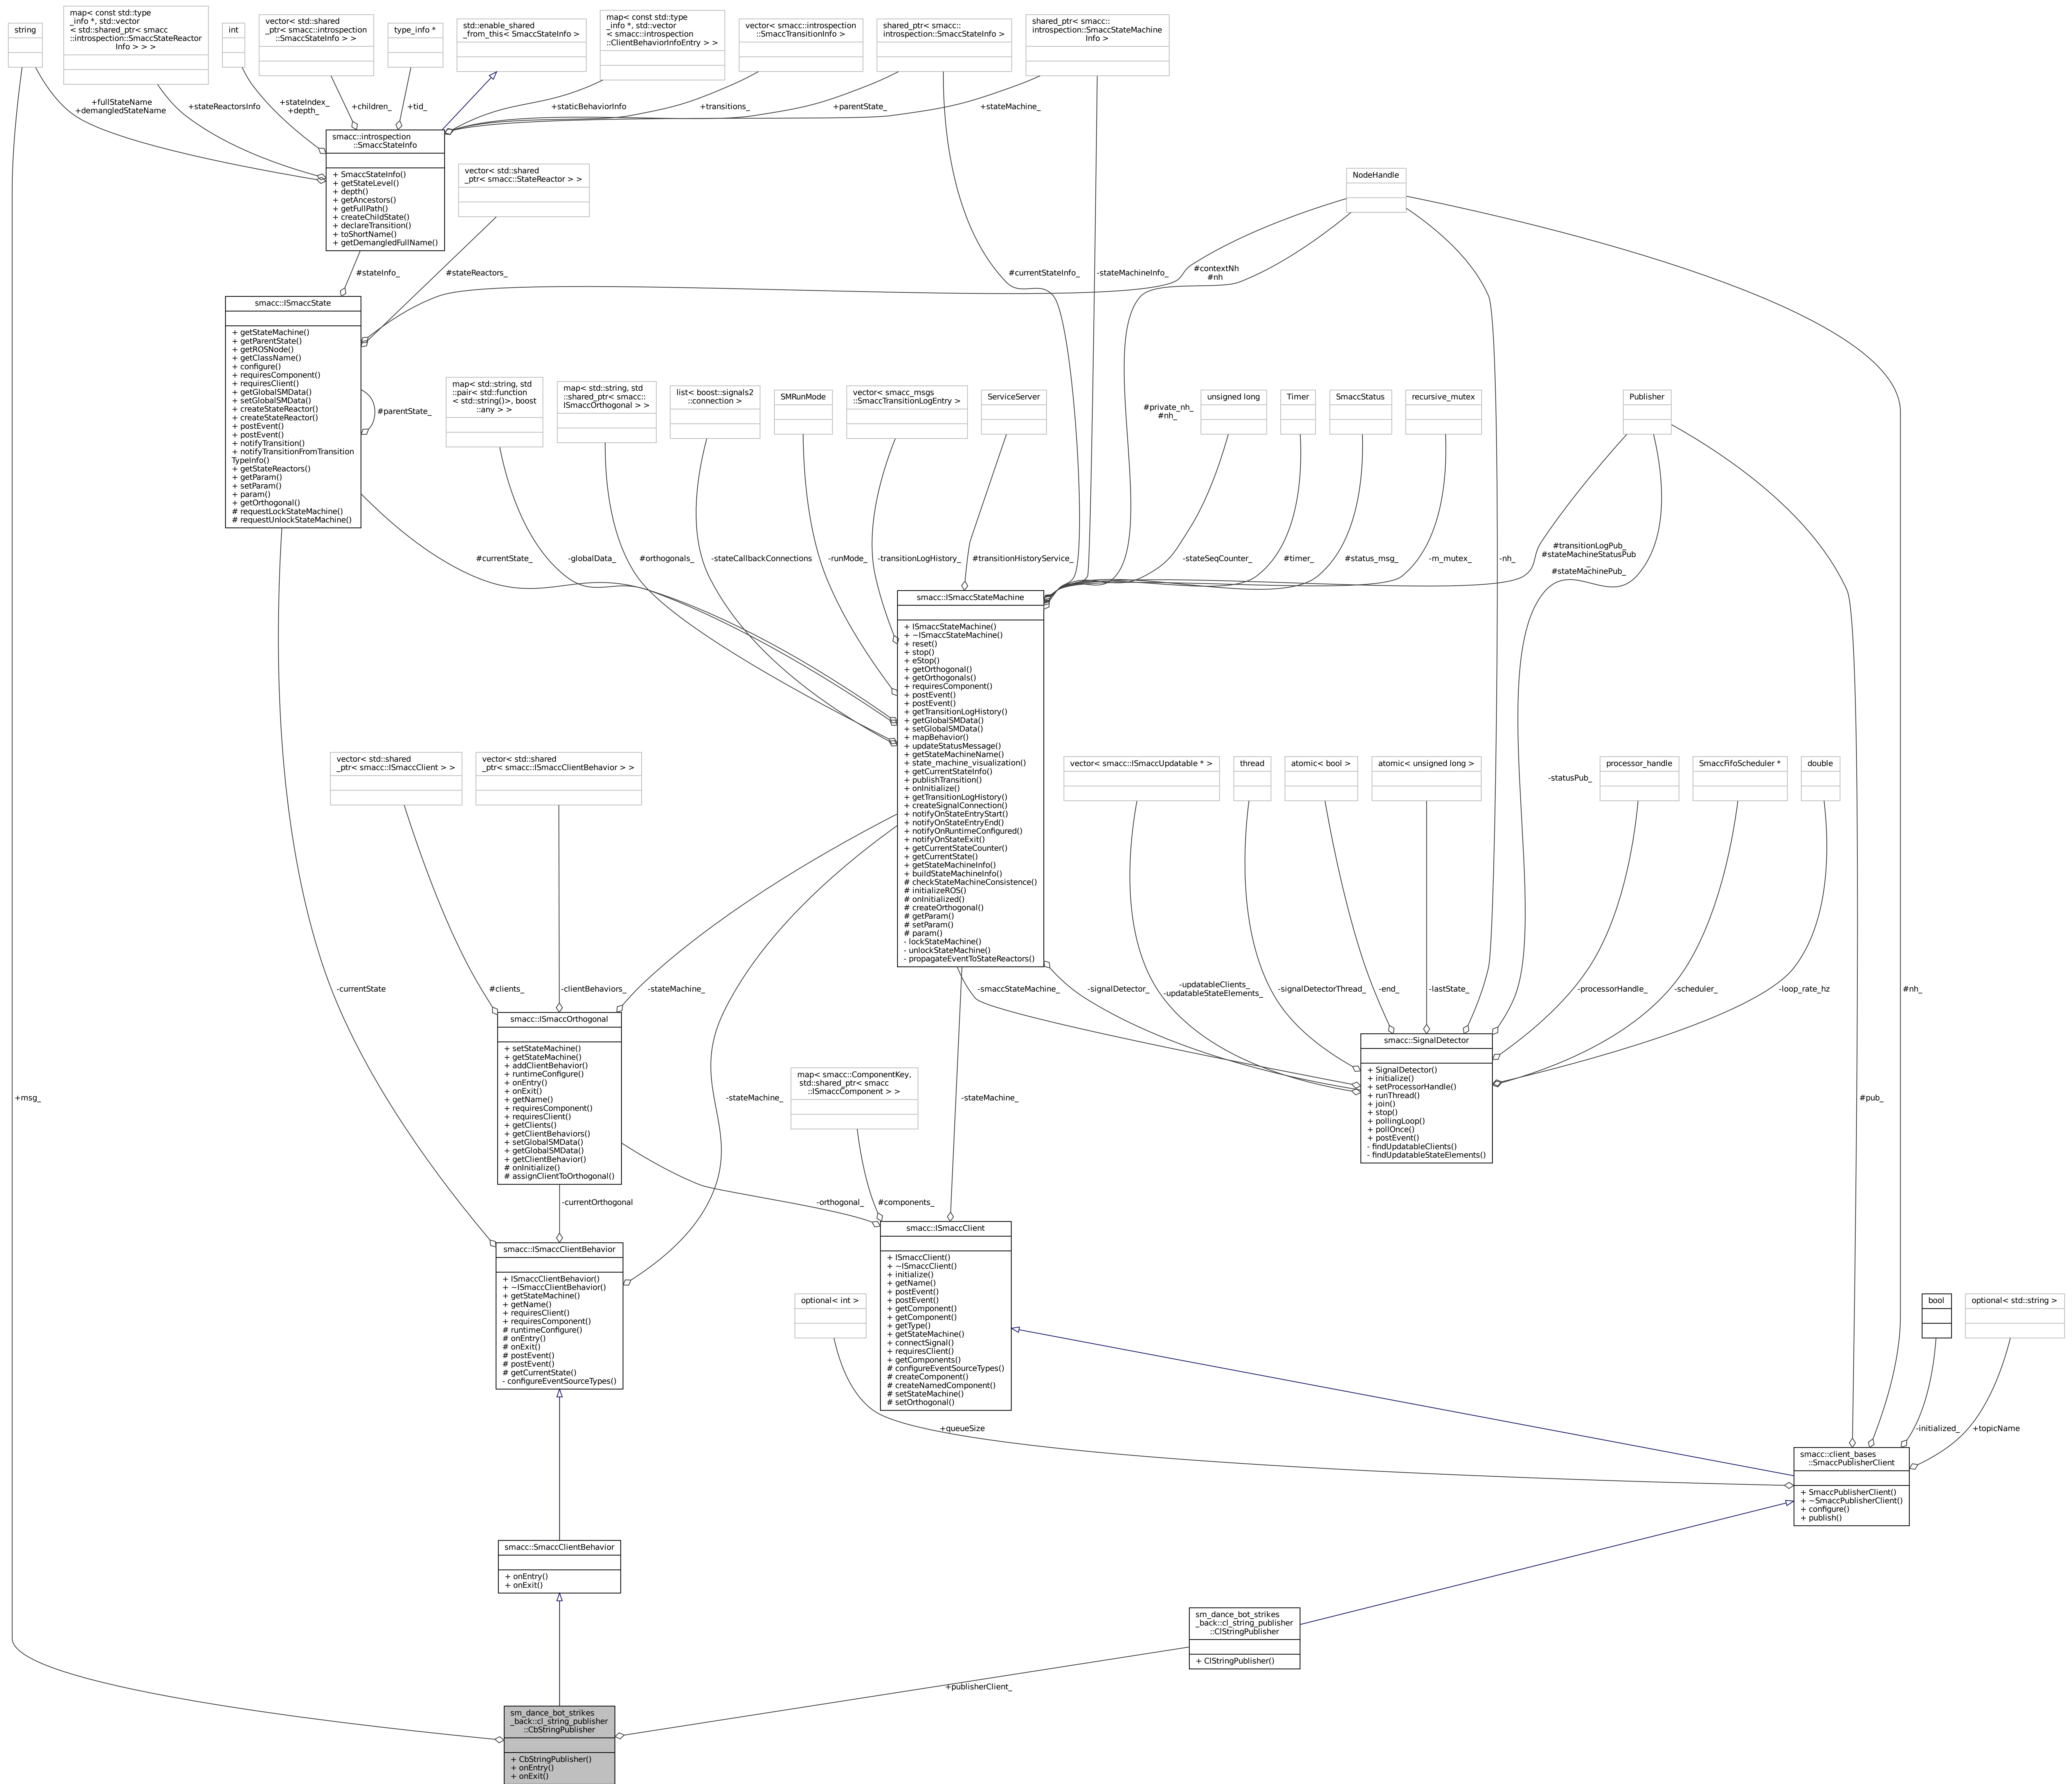 string
map< const std::type
_info *, std::vector
< std::shared_ptr< smacc
::introspection::SmaccStateReactor
Info > > >
int
vector< std::shared
_ptr< smacc::introspection
::SmaccStateInfo > >
type_info *
std::enable_shared
_from_this< SmaccStateInfo >
map< const std::type
_info *, std::vector
< smacc::introspection
::ClientBehaviorInfoEntry > >
vector< smacc::introspection
::SmaccTransitionInfo >
shared_ptr< smacc::
introspection::SmaccStateInfo >
shared_ptr< smacc::
introspection::SmaccStateMachine
Info >
+fullStateName
+demangledStateName
+stateReactorsInfo
+stateIndex_
+depth_
+children_
+tid_
+staticBehaviorInfo
+transitions_
+parentState_
+stateMachine_
smacc::introspection
::SmaccStateInfo
+ SmaccStateInfo()
+ getStateLevel()
+ depth()
+ getAncestors()
+ getFullPath()
+ createChildState()
+ declareTransition()
+ toShortName()
+ getDemangledFullName()
vector< std::shared
_ptr< smacc::StateReactor > >
NodeHandle
#stateInfo_
#stateReactors_
#currentStateInfo_
-stateMachineInfo_
#contextNh
#nh
smacc::ISmaccState
+ getStateMachine()
+ getParentState()
+ getROSNode()
+ getClassName()
+ configure()
+ requiresComponent()
+ requiresClient()
+ getGlobalSMData()
+ setGlobalSMData()
+ createStateReactor()
+ createStateReactor()
+ postEvent()
+ postEvent()
+ notifyTransition()
+ notifyTransitionFromTransition
TypeInfo()
+ getStateReactors()
+ getParam()
+ setParam()
+ param()
+ getOrthogonal()
# requestLockStateMachine()
# requestUnlockStateMachine()
#parentState_
map< std::string, std
::pair< std::function
< std::string()>, boost
::any > >
map< std::string, std
::shared_ptr< smacc::
ISmaccOrthogonal > >
list< boost::signals2
::connection >
SMRunMode
vector< smacc_msgs
::SmaccTransitionLogEntry >
ServiceServer
#private_nh_
#nh_
unsigned long
Timer
SmaccStatus
recursive_mutex
Publisher
#currentState_
-globalData_
#orthogonals_
-stateCallbackConnections
-runMode_
-transitionLogHistory_
#transitionHistoryService_
-stateSeqCounter_
#timer_
#status_msg_
-m_mutex_
-nh_
#transitionLogPub_
#stateMachineStatusPub
_
#stateMachinePub_
smacc::ISmaccStateMachine
+ ISmaccStateMachine()
+ ~ISmaccStateMachine()
+ reset()
+ stop()
+ eStop()
+ getOrthogonal()
+ getOrthogonals()
+ requiresComponent()
+ postEvent()
+ postEvent()
+ getTransitionLogHistory()
+ getGlobalSMData()
+ setGlobalSMData()
+ mapBehavior()
+ updateStatusMessage()
+ getStateMachineName()
+ state_machine_visualization()
+ getCurrentStateInfo()
+ publishTransition()
+ onInitialize()
+ getTransitionLogHistory()
+ createSignalConnection()
+ notifyOnStateEntryStart()
+ notifyOnStateEntryEnd()
+ notifyOnRuntimeConfigured()
+ notifyOnStateExit()
+ getCurrentStateCounter()
+ getCurrentState()
+ getStateMachineInfo()
+ buildStateMachineInfo()
# checkStateMachineConsistence()
# initializeROS()
# onInitialized()
# createOrthogonal()
# getParam()
# setParam()
# param()
- lockStateMachine()
- unlockStateMachine()
- propagateEventToStateReactors()
vector< std::shared
_ptr< smacc::ISmaccClient > >
vector< std::shared
_ptr< smacc::ISmaccClientBehavior > >
vector< smacc::ISmaccUpdatable * >
thread
atomic< bool >
atomic< unsigned long >
-statusPub_
processor_handle
SmaccFifoScheduler *
double
-currentState
#clients_
-clientBehaviors_
-stateMachine_
-smaccStateMachine_
-signalDetector_
-updatableClients_
-updatableStateElements_
-signalDetectorThread_
-end_
-lastState_
-processorHandle_
-scheduler_
-loop_rate_hz
#nh_
smacc::ISmaccOrthogonal
+ setStateMachine()
+ getStateMachine()
+ addClientBehavior()
+ runtimeConfigure()
+ onEntry()
+ onExit()
+ getName()
+ requiresComponent()
+ requiresClient()
+ getClients()
+ getClientBehaviors()
+ setGlobalSMData()
+ getGlobalSMData()
+ getClientBehavior()
# onInitialize()
# assignClientToOrthogonal()
smacc::SignalDetector
+ SignalDetector()
+ initialize()
+ setProcessorHandle()
+ runThread()
+ join()
+ stop()
+ pollingLoop()
+ pollOnce()
+ postEvent()
- findUpdatableClients()
- findUpdatableStateElements()
map< smacc::ComponentKey,
std::shared_ptr< smacc
::ISmaccComponent > >
+msg_
-stateMachine_
-stateMachine_
#pub_
-currentOrthogonal
-orthogonal_
#components_
smacc::ISmaccClientBehavior
+ ISmaccClientBehavior()
+ ~ISmaccClientBehavior()
+ getStateMachine()
+ getName()
+ requiresClient()
+ requiresComponent()
# runtimeConfigure()
# onEntry()
# onExit()
# postEvent()
# postEvent()
# getCurrentState()
- configureEventSourceTypes()
smacc::ISmaccClient
+ ISmaccClient()
+ ~ISmaccClient()
+ initialize()
+ getName()
+ postEvent()
+ postEvent()
+ getComponent()
+ getComponent()
+ getType()
+ getStateMachine()
+ connectSignal()
+ requiresClient()
+ getComponents()
# configureEventSourceTypes()
# createComponent()
# createNamedComponent()
# setStateMachine()
# setOrthogonal()
optional< int >
bool
optional< std::string >
+queueSize
-initialized_
+topicName
smacc::client_bases
::SmaccPublisherClient
+ SmaccPublisherClient()
+ ~SmaccPublisherClient()
+ configure()
+ publish()
smacc::SmaccClientBehavior
+ onEntry()
+ onExit()
sm_dance_bot_strikes
_back::cl_string_publisher
::ClStringPublisher
+ ClStringPublisher()
+publisherClient_
sm_dance_bot_strikes
_back::cl_string_publisher
::CbStringPublisher
+ CbStringPublisher()
+ onEntry()
+ onExit()